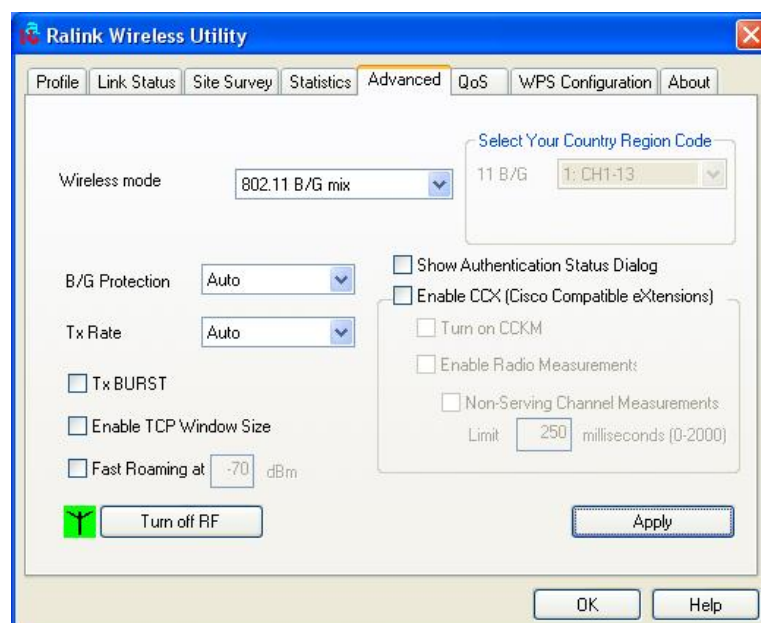 Ralink Wireless Utility
Profile Link Status Site Survey Statistics Advanced QoS WPS Configuration About
Select Your Country Region Code
Wireless mode 802.11 B/G mix 11 B/G 1: CH1-13
Show Authentication Status Dialog
B/G Protection Auto
Enable CCX (Cisco Compatible eXtensions)
Tx Rate Auto Turn on CCKM
Enable Radio Measurements
Tx BURST
Non-Serving Channel Measurements
Enable TCP Window Size
Limit 250 milliseconds (0-2000)
Fast Roaming at -70 dBm
Turn off RF Apply
OK Help